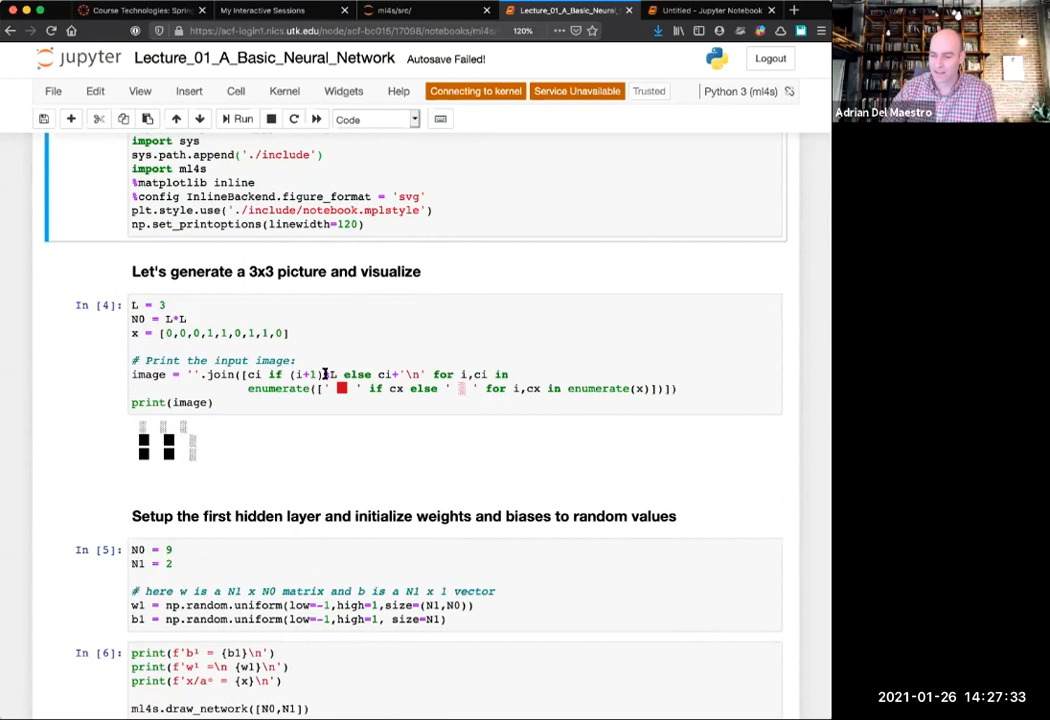 Course Technologies: Sprin
My Interactive Sessions
ml4s/src/
Lecture_01_A_Basic_Neural_
Untitled - Jupyter Notebook
https://acf-login1.nics.utk.edu/node/acf-bc015/17098/notebooks/ml4s
120%
jupyter
Lecture_01_A_Basic_Neural_Network
Autosave Failed!
Logout
File Edit View Insert Cell Kernel Widgets Help Connecting to kernel Service Unavailable Trusted Python 3 (ml4s)
Run Code
Adrian Del Maestro
import sys
sys.path.append('./include')
import ml4s
%matplotlib inline
%config InlineBackend.figure_format = 'svg'
plt.style.use('./include/notebook.mplstyle')
np.set_printoptions(linewidth=120)
Let's generate a 3x3 picture and visualize
In [4]: L = 3
N0 = L*L
x = [0,0,0,1,1,0,1,1,0]
# Print the input image:
image = ''.join([ci if (i+1)%L else ci+'\n' for i,ci in
enumerate([' █ ' if cx else ' ░ ' for i,cx in enumerate(x)])])
print(image)
░ ░ ░
█ █ ░
█ █ ░
Setup the first hidden layer and initialize weights and biases to random values
In [5]: N0 = 9
N1 = 2
# here w is a N1 x N0 matrix and b is a N1 x 1 vector
w1 = np.random.uniform(low=-1,high=1,size=(N1,N0))
b1 = np.random.uniform(low=-1,high=1, size=N1)
In [6]: print(f'b¹ = {b1}\n')
print(f'w¹ =\n {w1}\n')
print(f'x/a⁰ = {x}\n')
ml4s.draw_network([N0,N1])
2021-01-26 14:27:33